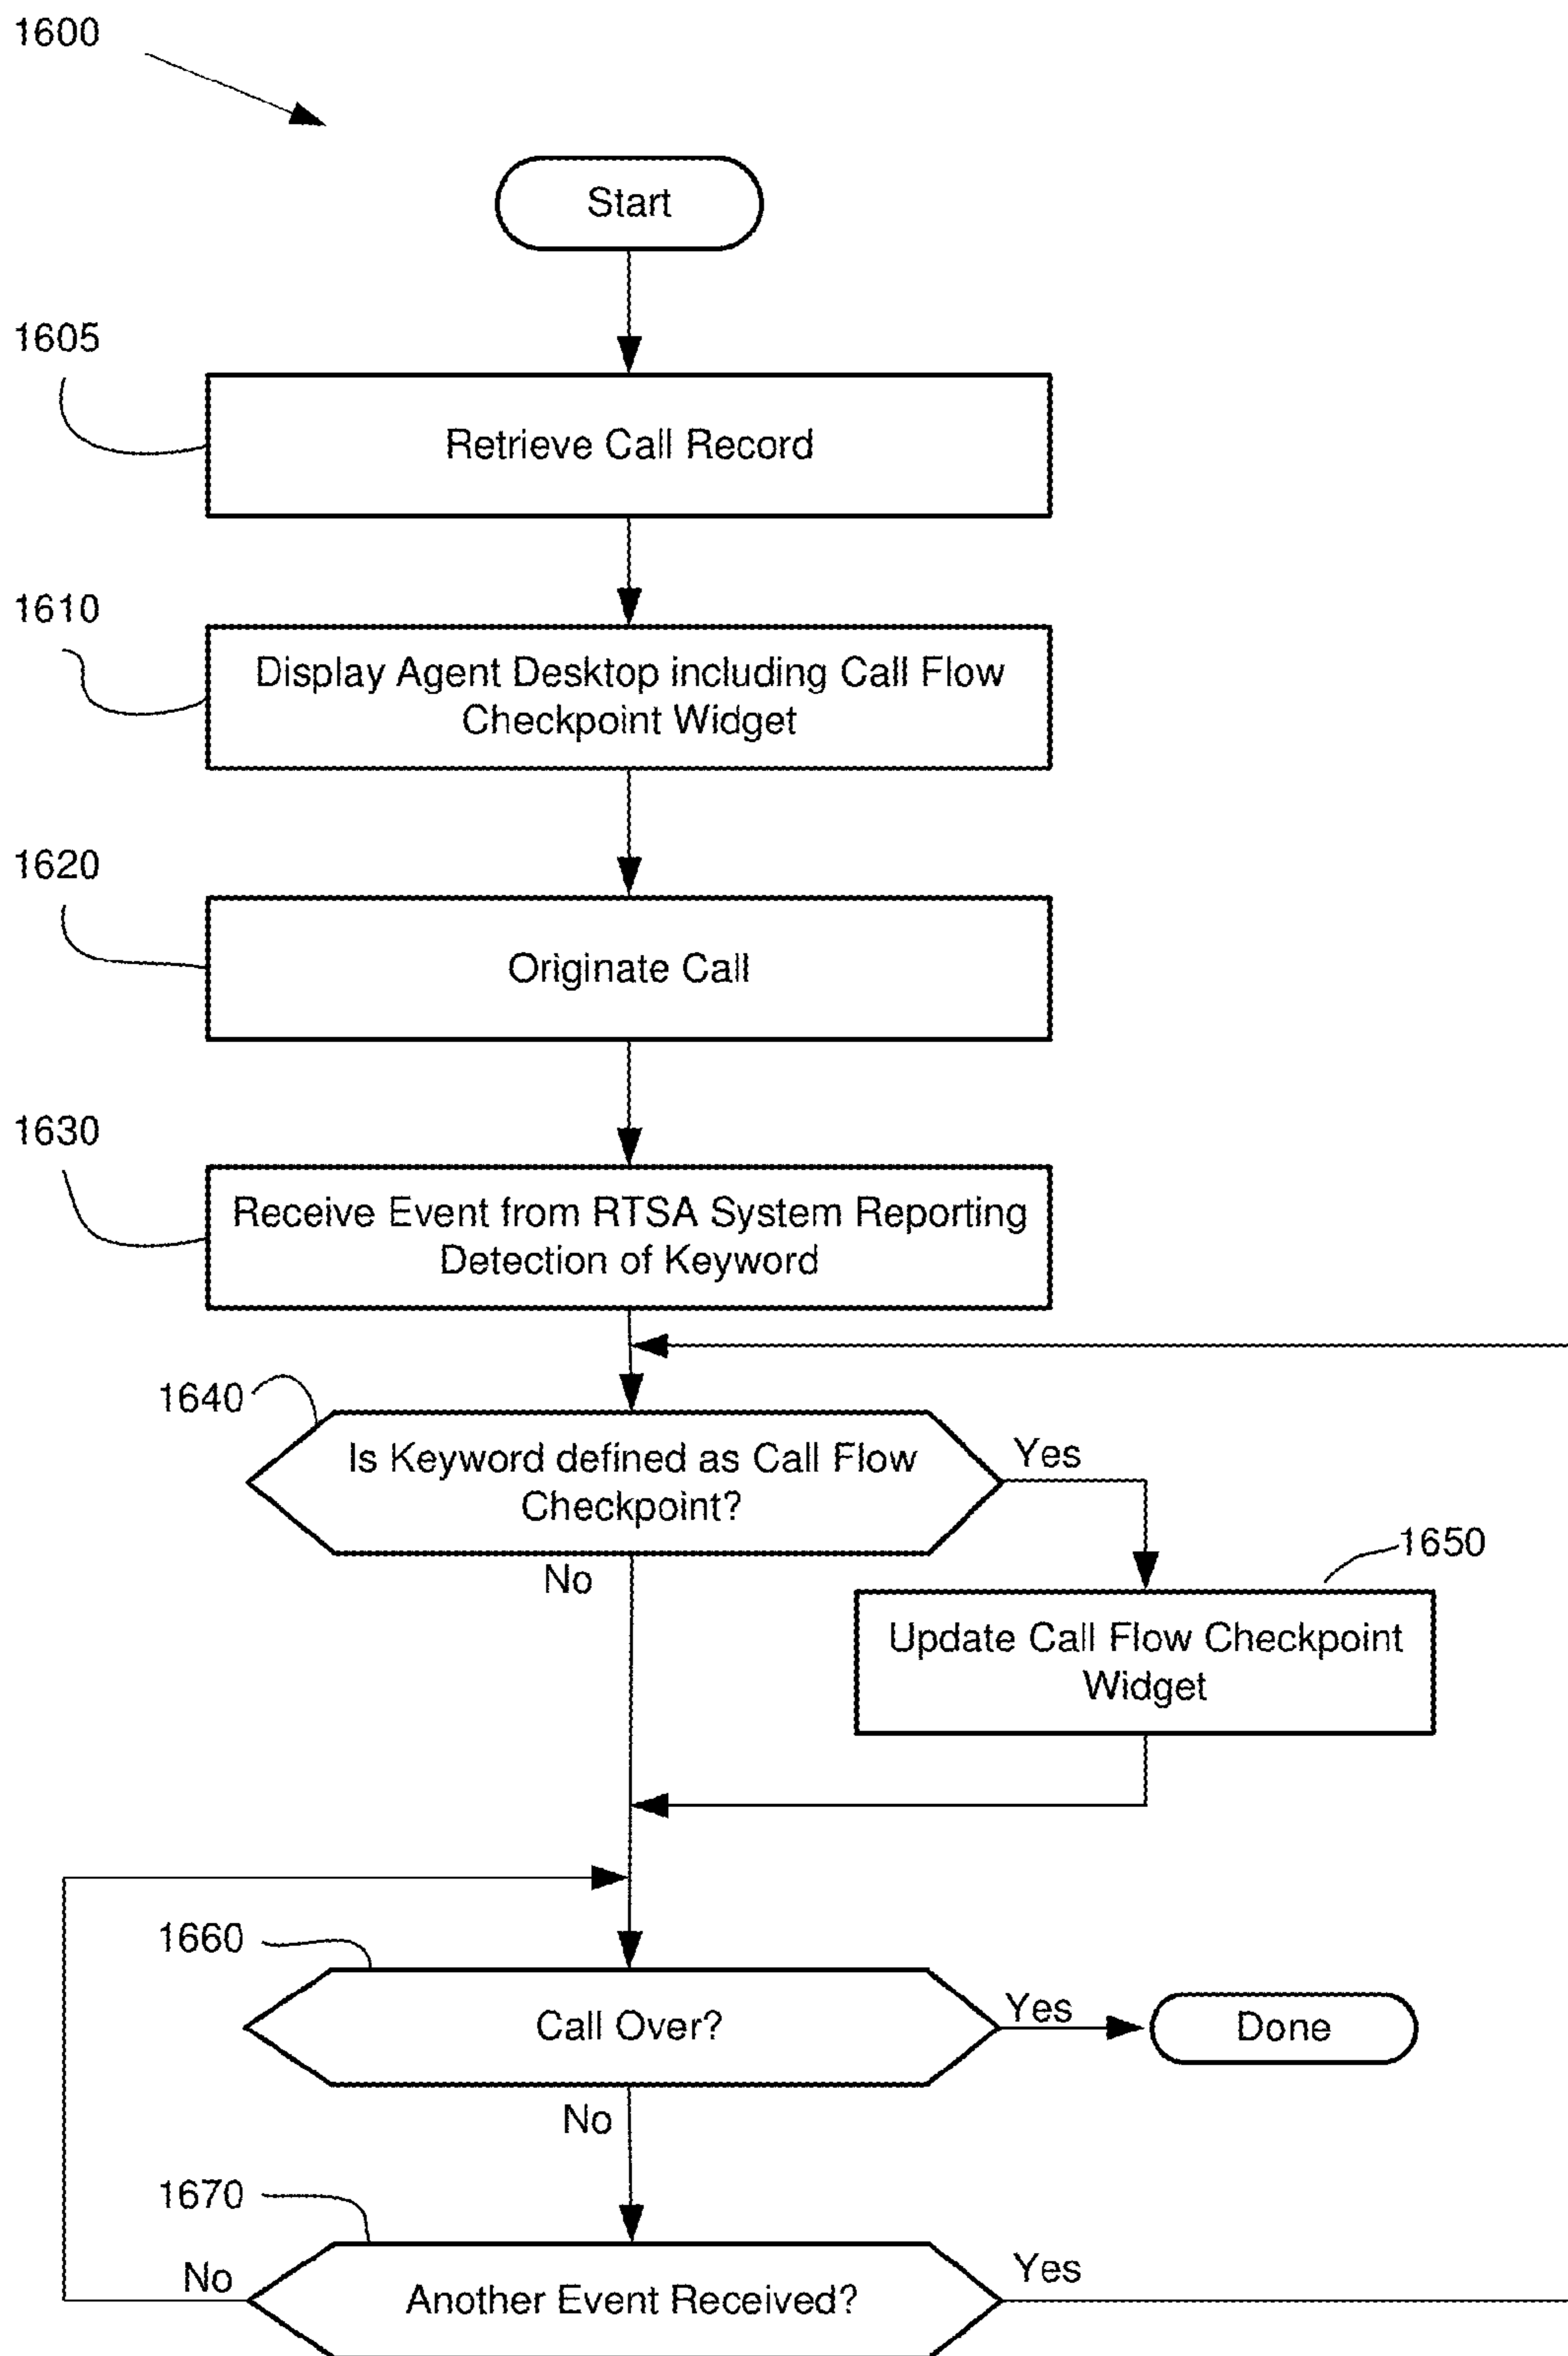 1600
Start
1605
Retrieve Call Record
1610
Display Agent Desktop including Call Flow
Checkpoint Widget
1620
Originate Call
1630
Receive Event from RTSA System Reporting
Detection of Keyword
1640
Is Keyword defined as Call Flow
Checkpoint?
Yes
No
1650
Update Call Flow Checkpoint
Widget
1660
Call Over?
Yes
Done
No
1670
No
Another Event Received?
Yes